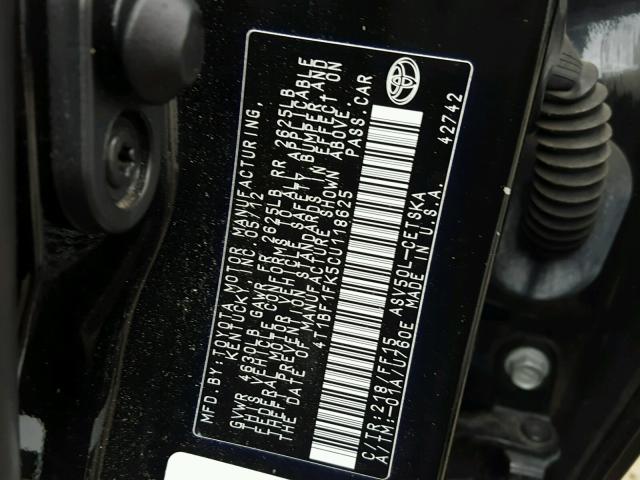 MFD.BY:TOYOTA MOTOR MANUFACTURING,
KENTUCKY, INC. 05/12
GVWR 4630LB GAWR FR 2625LB RR 2625LB
THIS VEHICLE CONFORMS TO ALL APPLICABLE
FEDERAL MOTOR VEHICLE SAFETY, BUMPER, AND
THEFT PREVENTION STANDARDS IN EFFECT ON
THE DATE OF MANUFACTURE SHOWN ABOVE.
4T1BF1FK5CU118625 PASS.CAR
C/TR:218/FF15 ASV50L-CETSKA
A/TM:-01A/U760E MADE IN U.S.A.
42742